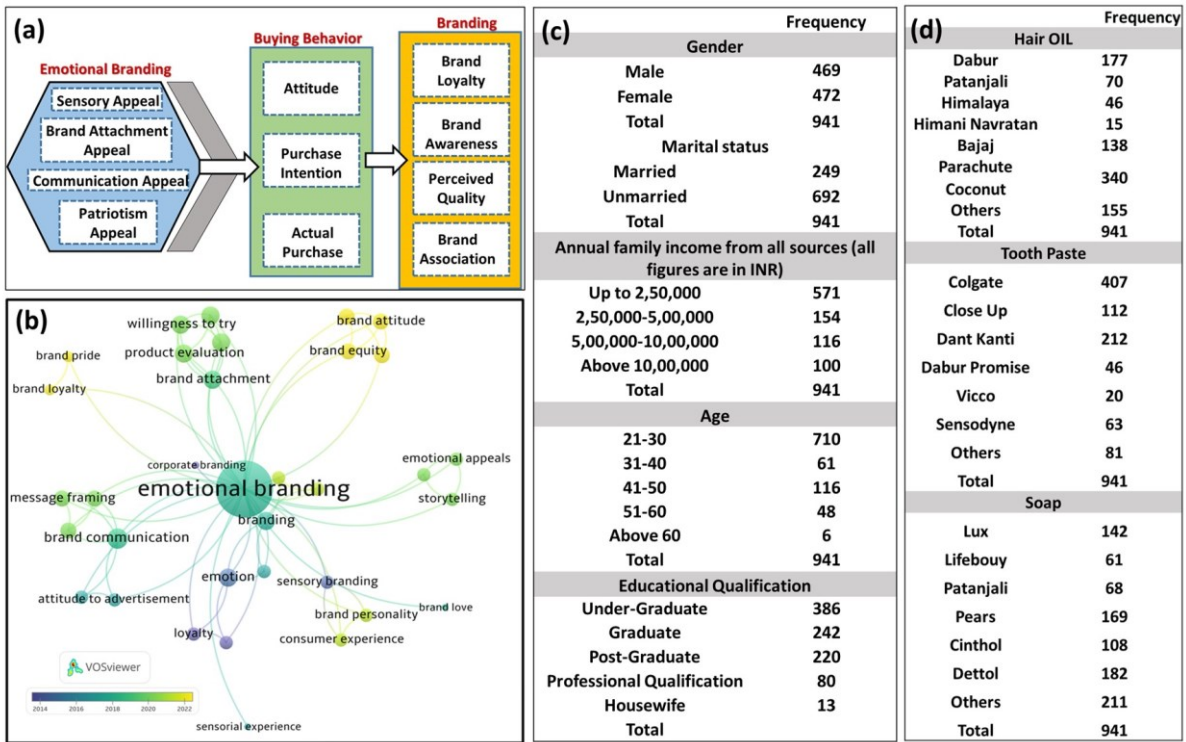 (a)
Emotional Branding
Sensory Appeal
Brand Attachment
Appeal
Communication Appeal
Patriotism
Appeal
Buying Behavior
Attitude
Purchase
Intention
Actual
Purchase
Branding
Brand
Loyalty
Brand
Awareness
Perceived
Quality
Brand
Association
(b)
willingness to try
product evaluation
brand attachment
brand attitude
brand equity
brand pride
brand loyalty
corporate branding
emotional branding
emotional appeals
storytelling
message framing
branding
brand communication
emotion
sensory branding
attitude to advertisement
brand love
brand personality
loyalty
consumer experience
VOSviewer
2014 2016 2018 2020 2022
sensorial experience
(c)
Frequency
Gender
Male 469
Female 472
Total 941
Marital status
Married 249
Unmarried 692
Total 941
Annual family income from all sources (all
figures are in INR)
Up to 2,50,000 571
2,50,000-5,00,000 154
5,00,000-10,00,000 116
Above 10,00,000 100
Total 941
Age
21-30 710
31-40 61
41-50 116
51-60 48
Above 60 6
Total 941
Educational Qualification
Under-Graduate 386
Graduate 242
Post-Graduate 220
Professional Qualification 80
Housewife 13
Total
(d)
Frequency
Hair OIL
Dabur 177
Patanjali 70
Himalaya 46
Himani Navratan 15
Bajaj 138
Parachute
Coconut 340
Others 155
Total 941
Tooth Paste
Colgate 407
Close Up 112
Dant Kanti 212
Dabur Promise 46
Vicco 20
Sensodyne 63
Others 81
Total 941
Soap
Lux 142
Lifebouy 61
Patanjali 68
Pears 169
Cinthol 108
Dettol 182
Others 211
Total 941